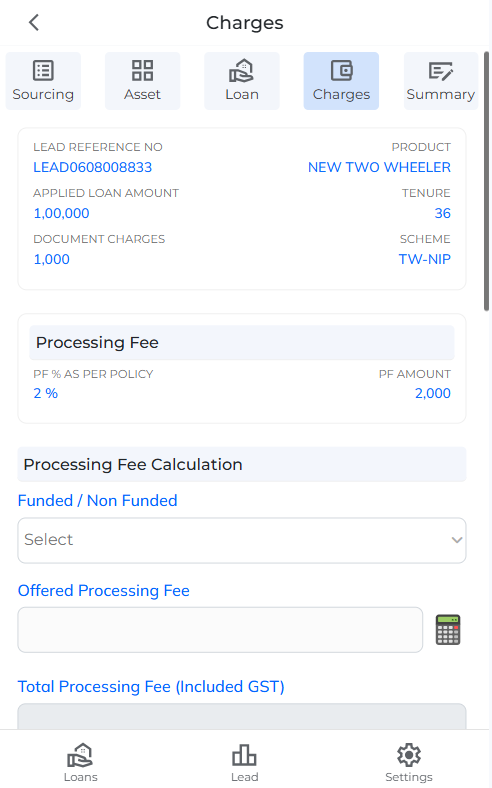 Charges
Sourcing Asset Loan Charges Summary
LEAD REFERENCE NO PRODUCT
LEAD0608008833 NEW TWO WHEELER
APPLIED LOAN AMOUNT TENURE
1,00,000 36
DOCUMENT CHARGES SCHEME
1,000 TW-NIP
Processing Fee
PF % AS PER POLICY PF AMOUNT
2 % 2,000
Processing Fee Calculation
Funded / Non Funded
Select
Offered Processing Fee
Total Processing Fee (Included GST)
Loans Lead Settings